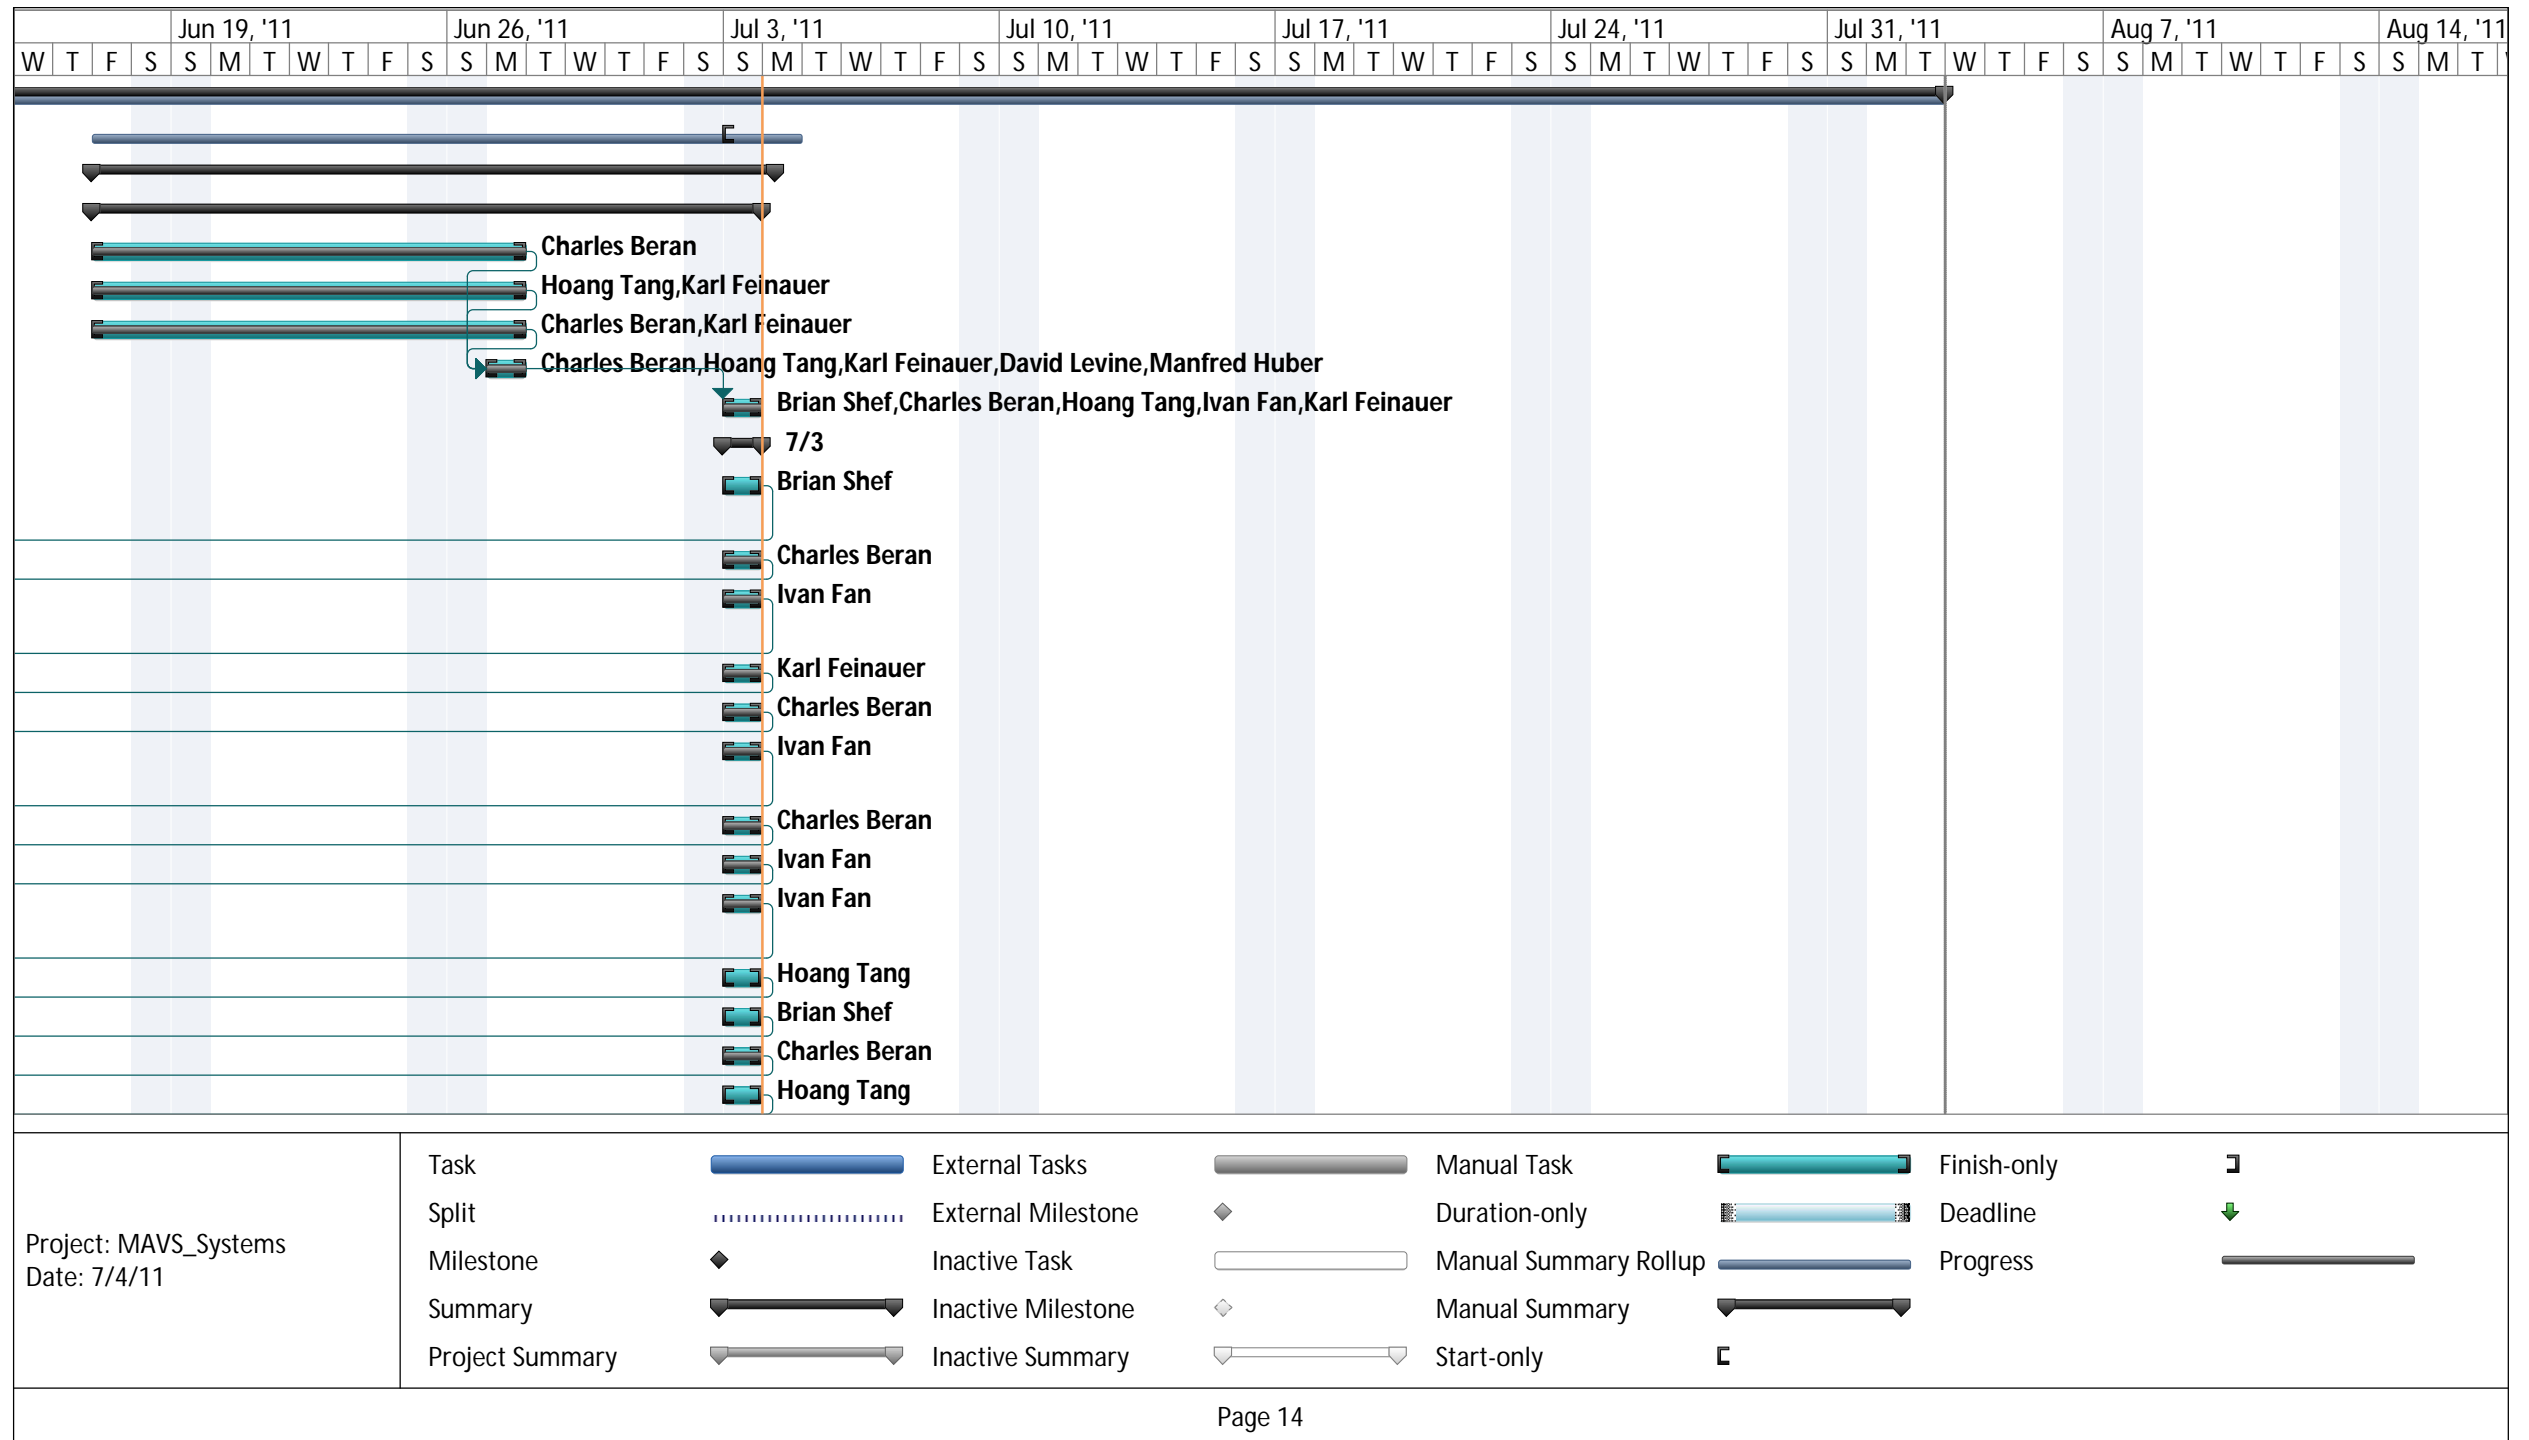 Jun 19, '11 Jun 26, '11 Jul 3, '11 Jul 10, '11 Jul 17, '11 Jul 24, '11 Jul 31, '11 Aug 7, '11 Aug 14, '11
W T F S S M T W T F S S M T W T F S S M T W T F S S M T W T F S S M T W T F S S M T W T F S S M T W T F S S M T W T F S S M T
Charles Beran
Hoang Tang,Karl Feinauer
Charles Beran,Karl Feinauer
Charles Beran,Hoang Tang,Karl Feinauer,David Levine,Manfred Huber
Brian Shef,Charles Beran,Hoang Tang,Ivan Fan,Karl Feinauer
7/3
Brian Shef
Charles Beran
Ivan Fan
Karl Feinauer
Charles Beran
Ivan Fan
Charles Beran
Ivan Fan
Ivan Fan
Hoang Tang
Brian Shef
Charles Beran
Hoang Tang
Project: MAVS_Systems
Date: 7/4/11
Task External Tasks Manual Task Finish-only
Split External Milestone Duration-only Deadline
Milestone Inactive Task Manual Summary Rollup Progress
Summary Inactive Milestone Manual Summary
Project Summary Inactive Summary Start-only
Page 14